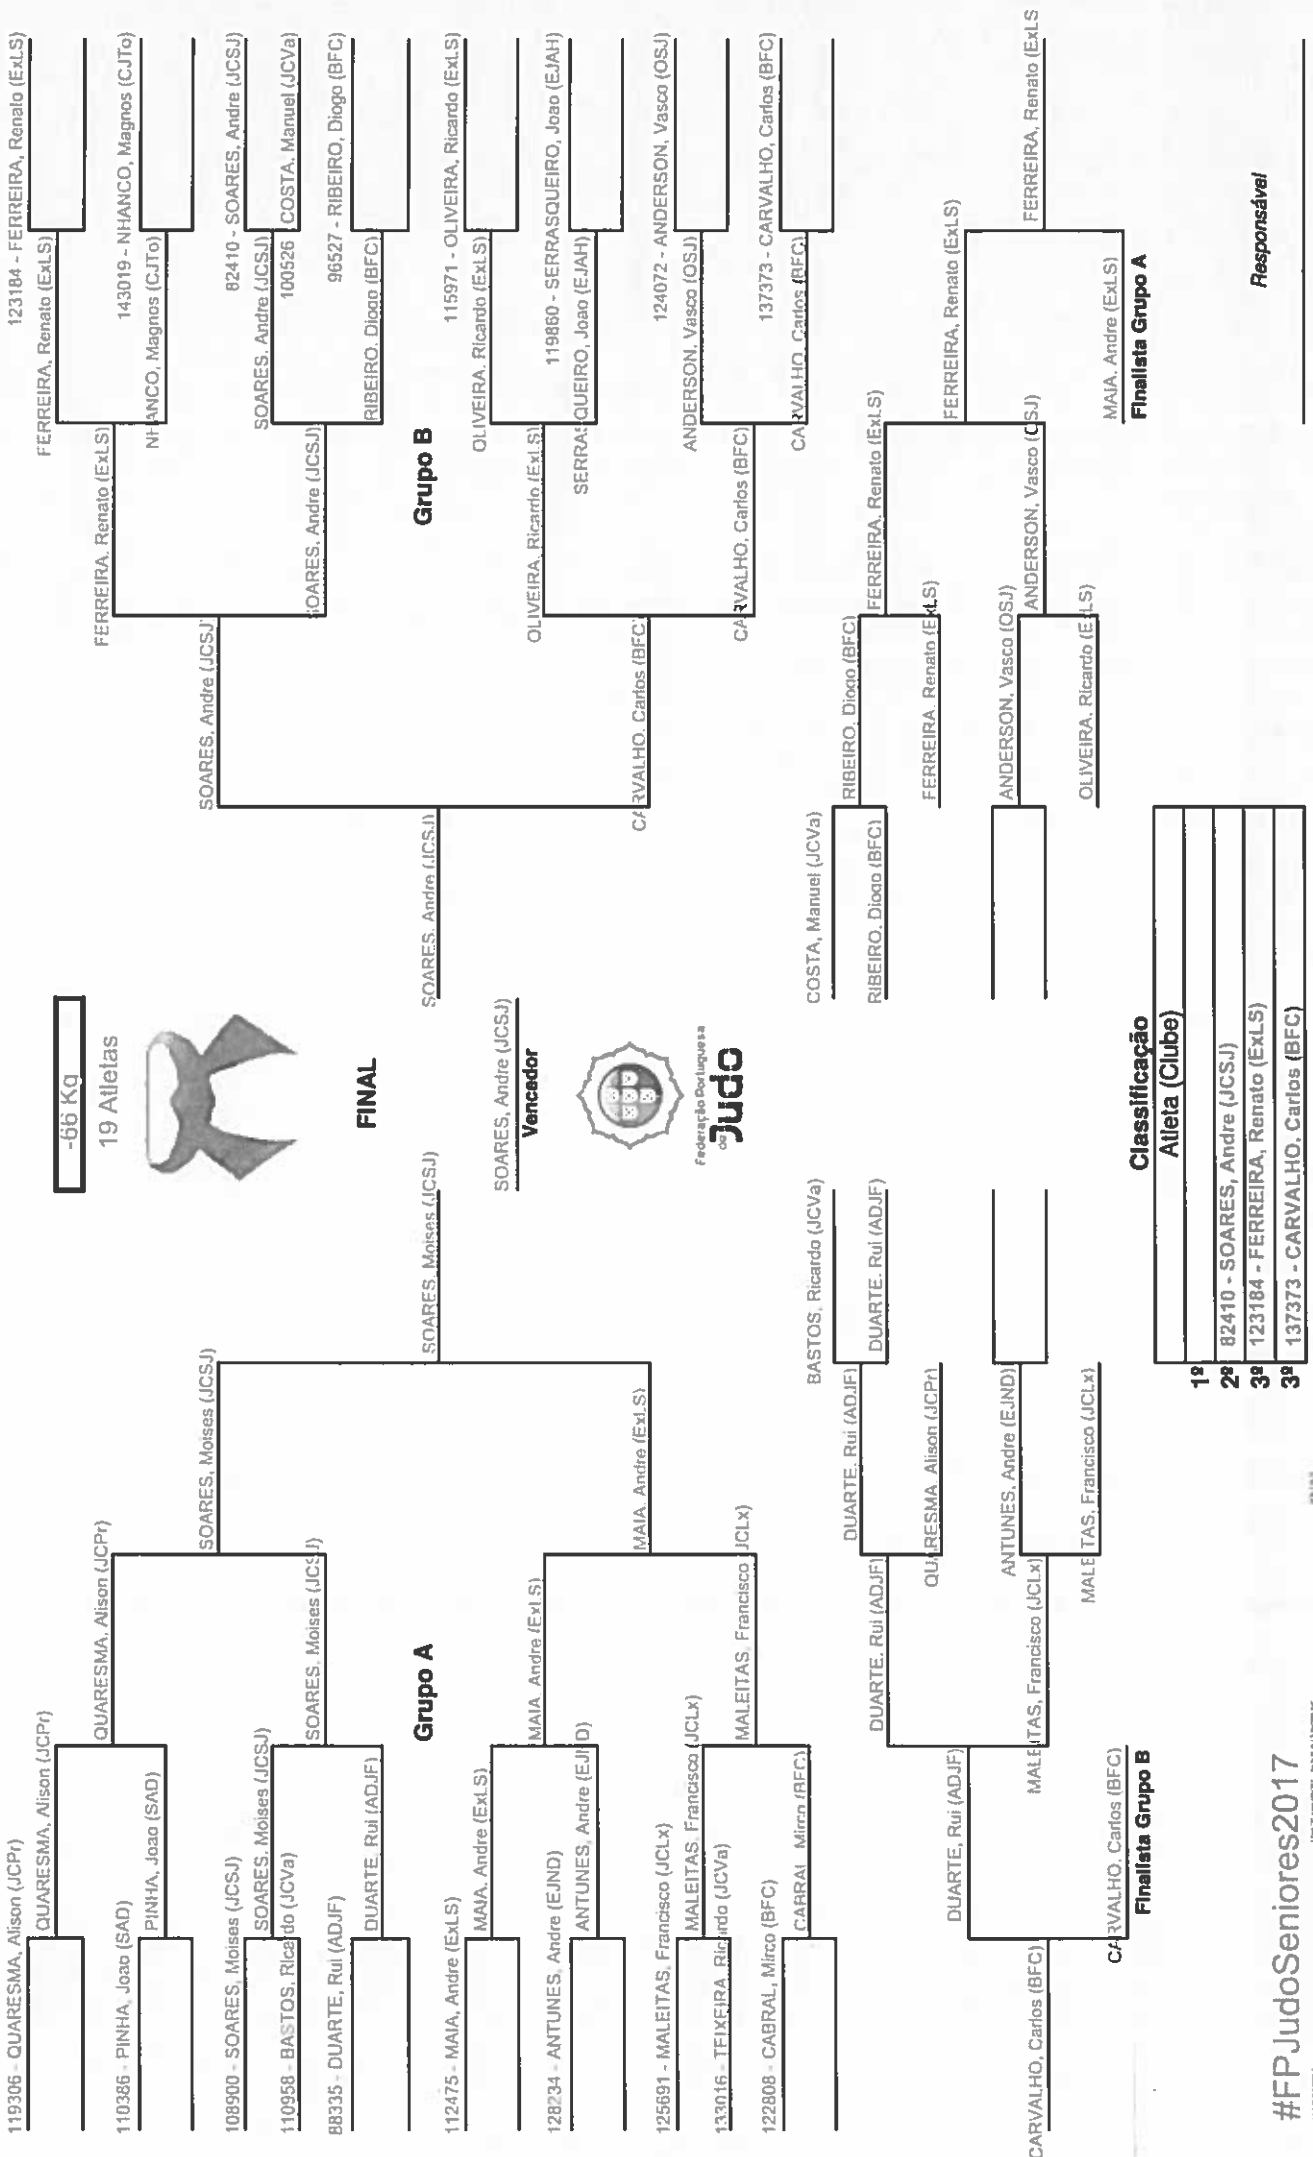 -66 Kg
19 Atletas
FINAL
SOARES, Moises (JCSJ)
SOARES, Andre (JCSJ)
SOARES, Andre (JCSJ)
Vencedor
Federação Portuguesa
de Judo
Grupo A
119306 - QUARESMA, Alison (JCPr)
QUARESMA, Alison (JCPr)
110386 - PINHA, Joao (SAD)
PINHA, Joao (SAD)
QUARESMA, Alison (JCPr)
108900 - SOARES, Moises (JCSJ)
SOARES, Moises (JCSJ)
110958 - BASTOS, Ricardo (JCVa)
88335 - DUARTE, Rui (ADJF)
DUARTE, Rui (ADJF)
SOARES, Moises (JCSJ)
SOARES, Moises (JCSJ)
112475 - MAIA, Andre (ExLS)
MAIA, Andre (ExLS)
128234 - ANTUNES, Andre (EJND)
ANTUNES, Andre (EJND)
MAIA, Andre (ExLS)
125691 - MALEITAS, Francisco (JCLx)
MALEITAS, Francisco (JCLx)
133016 - TEIXEIRA, Ricardo (JCVa)
122808 - CABRAL, Mirco (BFC)
CABRAL, Mirco (BFC)
MALEITAS, Francisco (JCLx)
MAIA, Andre (ExLS)
Grupo B
123184 - FERREIRA, Renato (ExLS)
FERREIRA, Renato (ExLS)
143019 - NHANCO, Magnos (CJTo)
NHANCO, Magnos (CJTo)
FERREIRA, Renato (ExLS)
82410 - SOARES, Andre (JCSJ)
SOARES, Andre (JCSJ)
100526 COSTA, Manuel (JCVa)
96527 - RIBEIRO, Diogo (BFC)
RIBEIRO, Diogo (BFC)
SOARES, Andre (JCSJ)
SOARES, Andre (JCSJ)
115971 - OLIVEIRA, Ricardo (ExLS)
OLIVEIRA, Ricardo (ExLS)
119860 - SERRASQUEIRO, Joao (EJAH)
SERRASQUEIRO, Joao (EJAH)
OLIVEIRA, Ricardo (ExLS)
124072 - ANDERSON, Vasco (OSJ)
ANDERSON, Vasco (OSJ)
137373 - CARVALHO, Carlos (BFC)
CARVALHO, Carlos (BFC)
CARVALHO, Carlos (BFC)
CARVALHO, Carlos (BFC)
BASTOS, Ricardo (JCVa)
DUARTE, Rui (ADJF)
DUARTE, Rui (ADJF)
QUARESMA, Alison (JCPr)
DUARTE, Rui (ADJF)
ANTUNES, Andre (EJND)
MALEITAS, Francisco (JCLx)
MALEITAS, Francisco (JCLx)
DUARTE, Rui (ADJF)
CARVALHO, Carlos (BFC)
Finalista Grupo B
CARVALHO, Carlos (BFC)
COSTA, Manuel (JCVa)
RIBEIRO, Diogo (BFC)
RIBEIRO, Diogo (BFC)
FERREIRA, Renato (ExLS)
FERREIRA, Renato (ExLS)
ANDERSON, Vasco (OSJ)
OLIVEIRA, Ricardo (ExLS)
ANDERSON, Vasco (OSJ)
FERREIRA, Renato (ExLS)
MAIA, Andre (ExLS)
Finalista Grupo A
FERREIRA, Renato (ExLS
Classificação
Atleta (Clube)
1º
2º 82410 - SOARES, Andre (JCSJ)
3º 123184 - FERREIRA, Renato (ExLS)
3º 137373 - CARVALHO, Carlos (BFC)
Responsável
#FPJudoSeniores2017